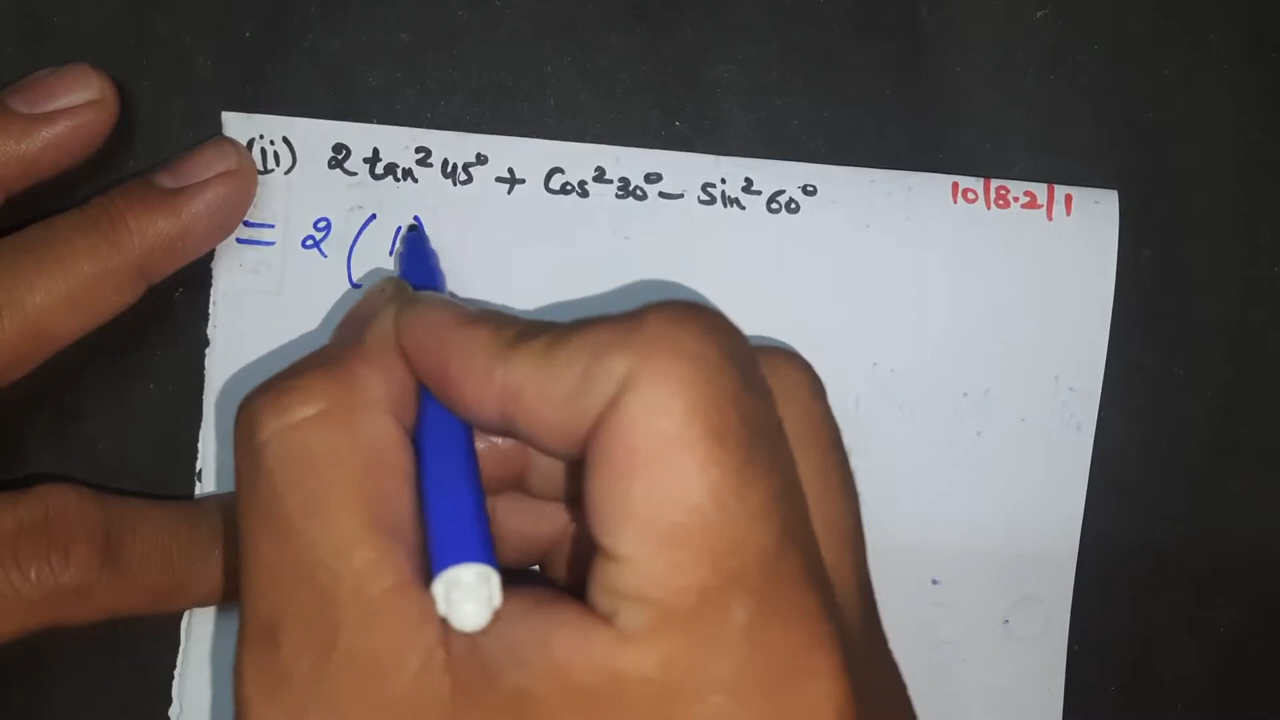 (ii) 2 tan² 45° + Cos² 30° - Sin² 60°
10/8.2/1
= 2 ( 1 )